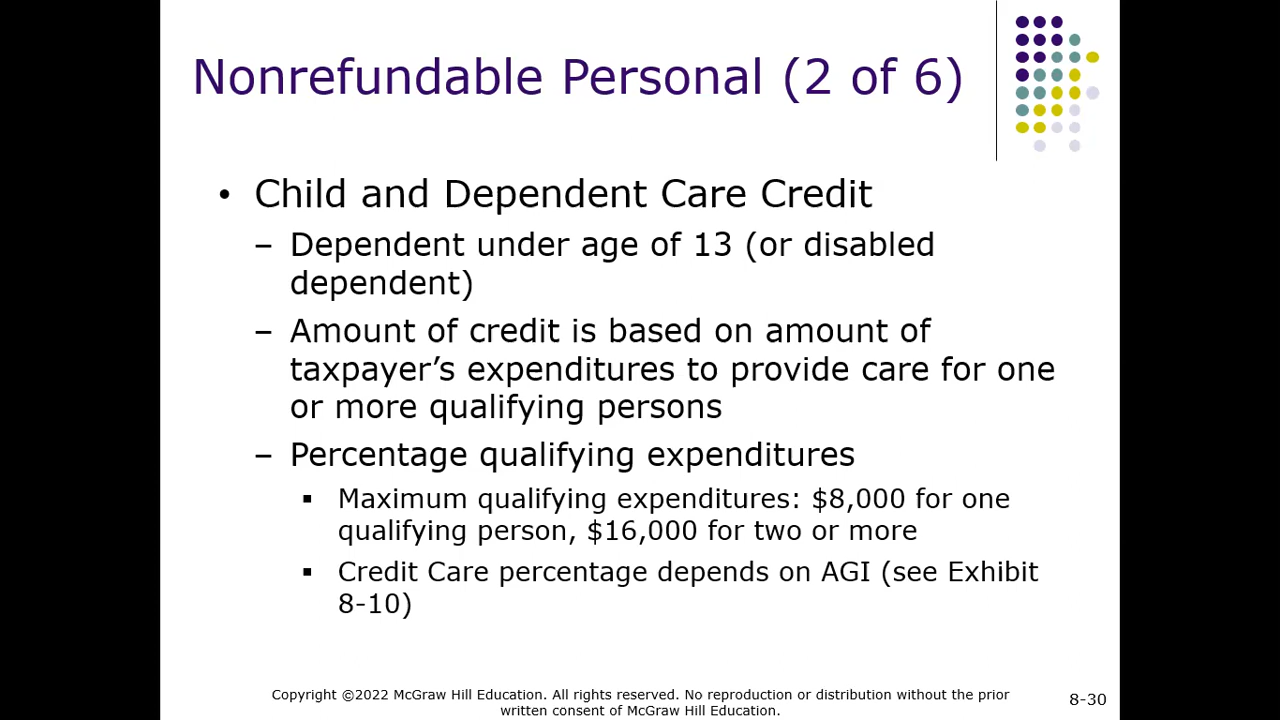 Nonrefundable Personal (2 of 6)
• Child and Dependent Care Credit
– Dependent under age of 13 (or disabled
dependent)
– Amount of credit is based on amount of
taxpayer’s expenditures to provide care for one
or more qualifying persons
– Percentage qualifying expenditures
▪ Maximum qualifying expenditures: $8,000 for one
qualifying person, $16,000 for two or more
▪ Credit Care percentage depends on AGI (see Exhibit
8-10)
Copyright ©2022 McGraw Hill Education. All rights reserved. No reproduction or distribution without the prior
written consent of McGraw Hill Education.
8-30